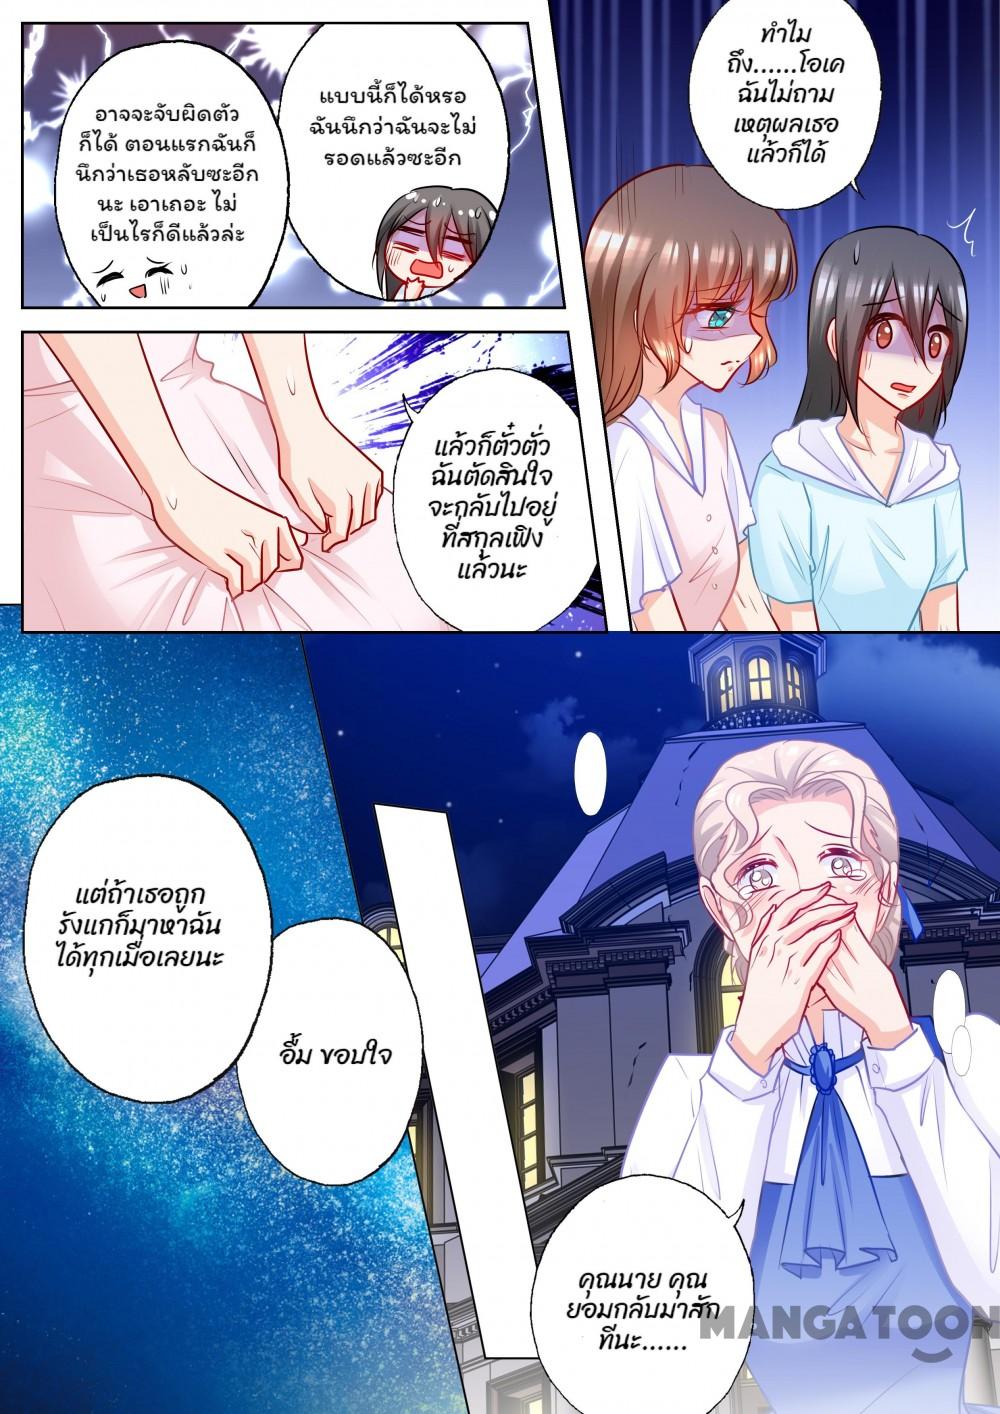 อาจจะจับผิดตัว
ก็ได้ ตอนแรกฉันก็
นึกว่าเธอหลับซะอีก
นะ เอาเถอะ ไม่
เป็นไรก็ดีแล้วล่ะ
แบบนี้ก็ได้หรอ
ฉันนึกว่าฉันจะไม่
รอดแล้วซะอีก
ทำไม
ถึง......โอเค
ฉันไม่ถาม
เหตุผลเธอ
แล้วก็ได้
แล้วก็ตั๋วตั่ว
ฉันตัดสินใจ
จะกลับไปอยู่
ที่สกุลเฟิง
แล้วนะ
แต่ถ้าเธอถูก
รังแกก็มาหาฉัน
ได้ทุกเมื่อเลยนะ
อื้ม ขอบใจ
คุณนาย คุณ
ยอมกลับมาสัก
ทีนะ......
MANGATOON